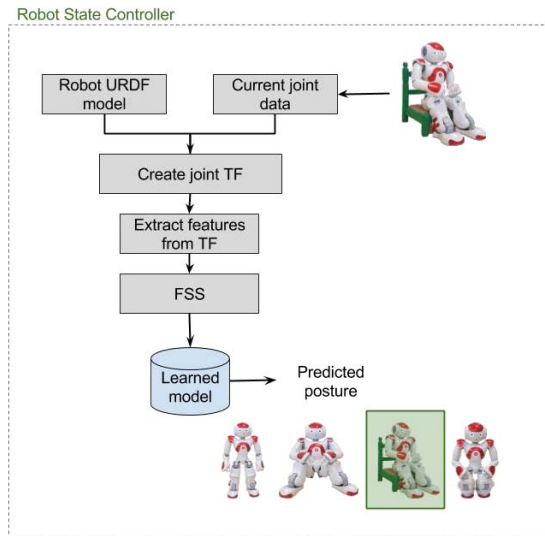 Robot State Controller
Robot URDF
model
Current joint
data
Create joint TF
Extract features
from TF
FSS
Learned
model
Predicted
posture